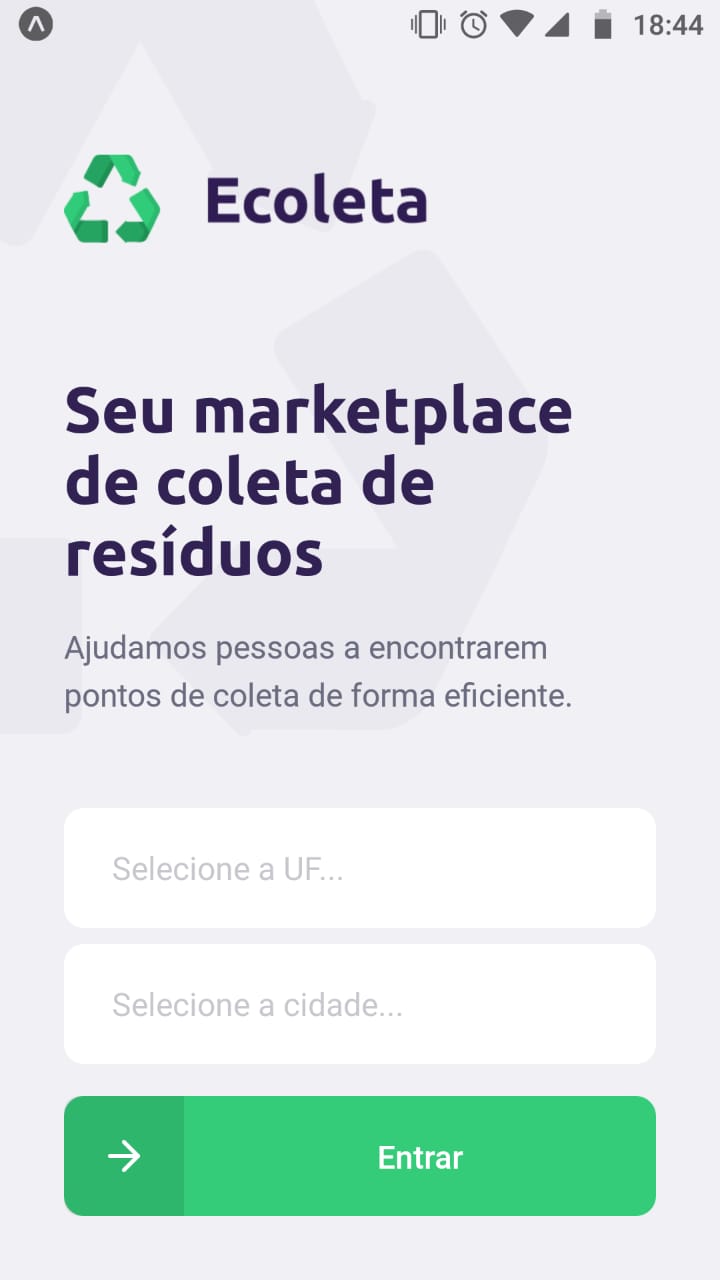 18:44
Ecoleta
Seu marketplace
de coleta de
resíduos
Ajudamos pessoas a encontrarem
pontos de coleta de forma eficiente.
Selecione a UF...
Selecione a cidade...
Entrar